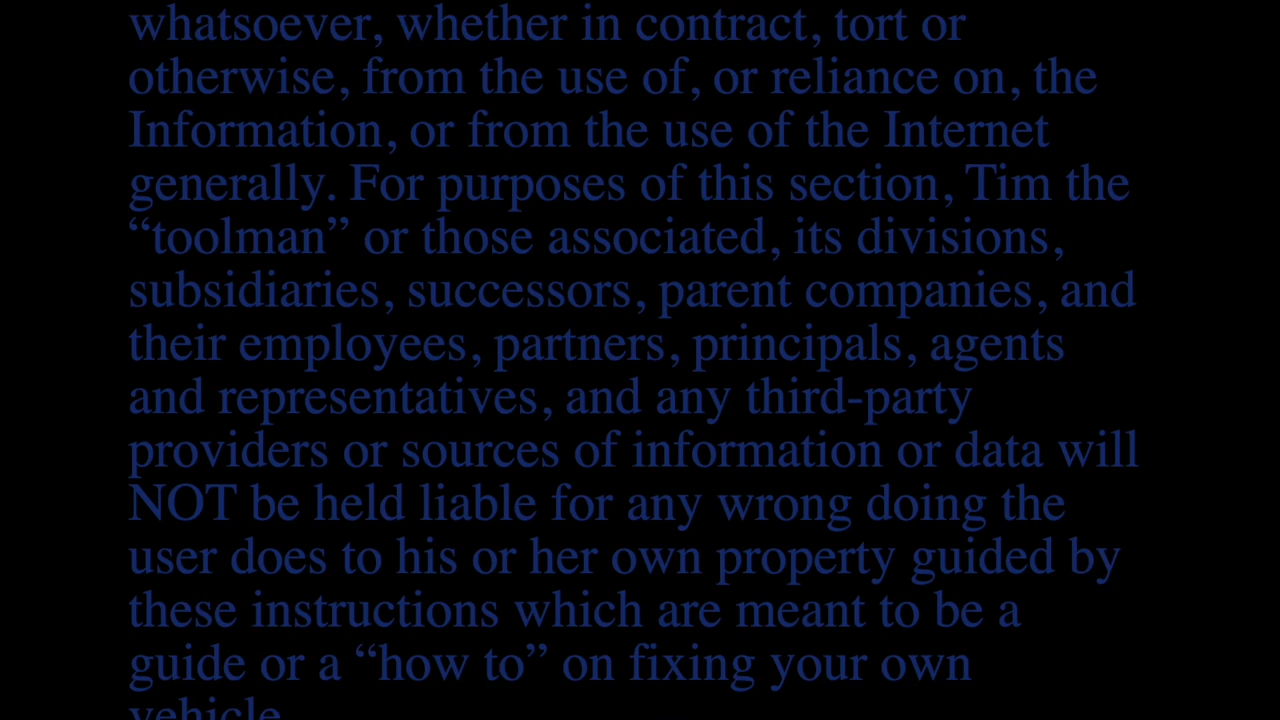 whatsoever, whether in contract, tort or
otherwise, from the use of, or reliance on, the
Information, or from the use of the Internet
generally. For purposes of this section, Tim the
“toolman” or those associated, its divisions,
subsidiaries, successors, parent companies, and
their employees, partners, principals, agents
and representatives, and any third-party
providers or sources of information or data will
NOT be held liable for any wrong doing the
user does to his or her own property guided by
these instructions which are meant to be a
guide or a “how to” on fixing your own
vehicle.